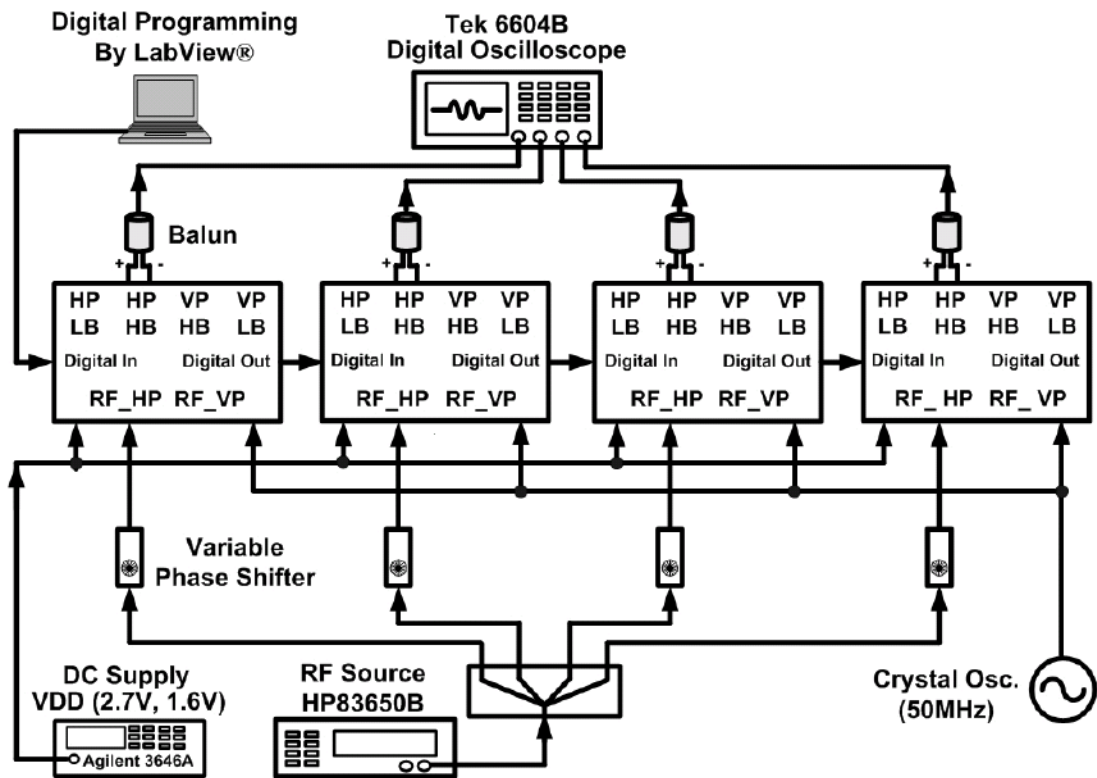 Digital Programming
By LabView®
Tek 6604B
Digital Oscilloscope
Balun
+ -
+ -
+ -
+ -
HP HP VP VP
LB HB HB LB
Digital In Digital Out
RF_HP RF_VP
HP HP VP VP
LB HB HB LB
Digital In Digital Out
RF_HP RF_VP
HP HP VP VP
LB HB HB LB
Digital In Digital Out
RF_HP RF_VP
HP HP VP VP
LB HB HB LB
Digital In Digital Out
RF_ HP RF_ VP
Variable
Phase Shifter
DC Supply
VDD (2.7V, 1.6V)
Agilent 3646A
RF Source
HP83650B
Crystal Osc.
(50MHz)